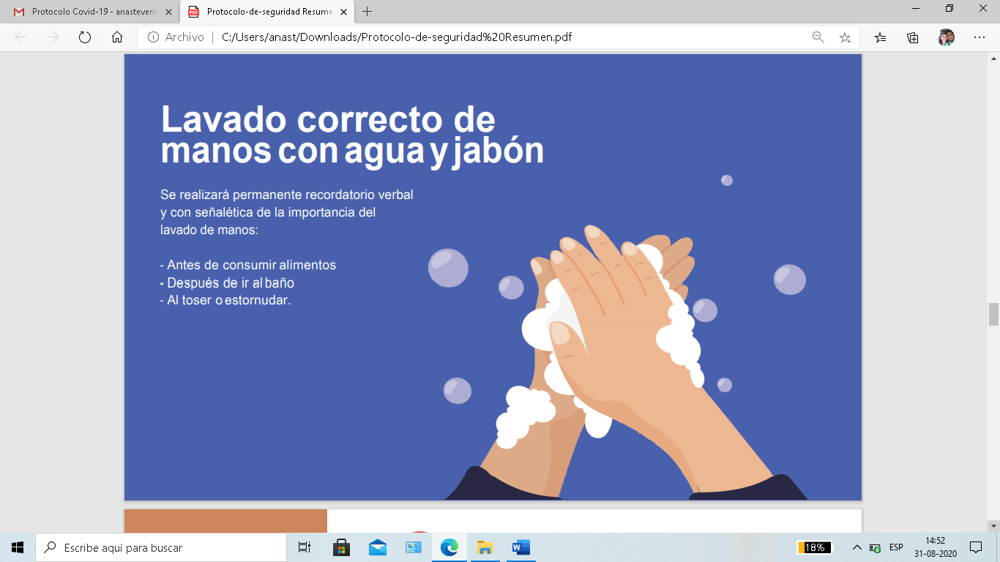 Protocolo Covid-19 - anastevens
Protocolo-de-seguridad Resume
Archivo
C:/Users/anast/Downloads/Protocolo-de-seguridad%20Resumen.pdf
Lavado correcto de
manos con agua y jabón
Se realizará permanente recordatorio verbal
y con señalética de la importancia del
lavado de manos:
- Antes de consumir alimentos
- Después de ir al baño
- Al toser o estornudar.
Escribe aquí para buscar
18%
ESP
14:52
31-08-2020